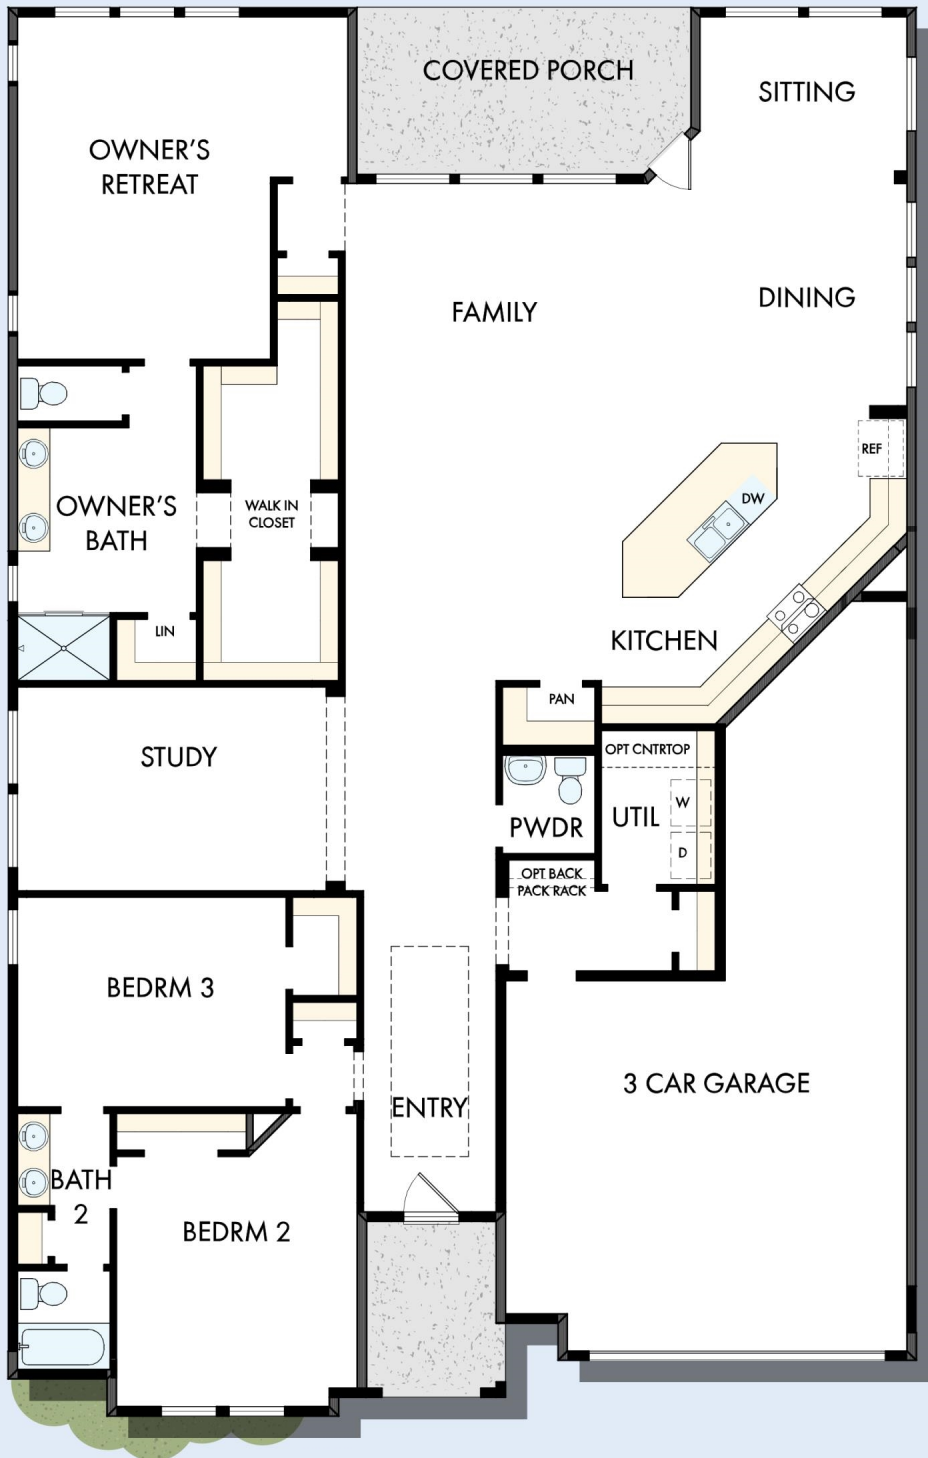 COVERED PORCH
SITTING
OWNER'S
RETREAT
FAMILY
DINING
REF
DW
OWNER'S
BATH
WALK IN
CLOSET
LIN
KITCHEN
PAN
STUDY
OPT CNTRTOP
W
UTIL
PWDR
D
OPT BACK
PACK RACK
BEDRM 3
3 CAR GARAGE
ENTRY
BATH
2
BEDRM 2